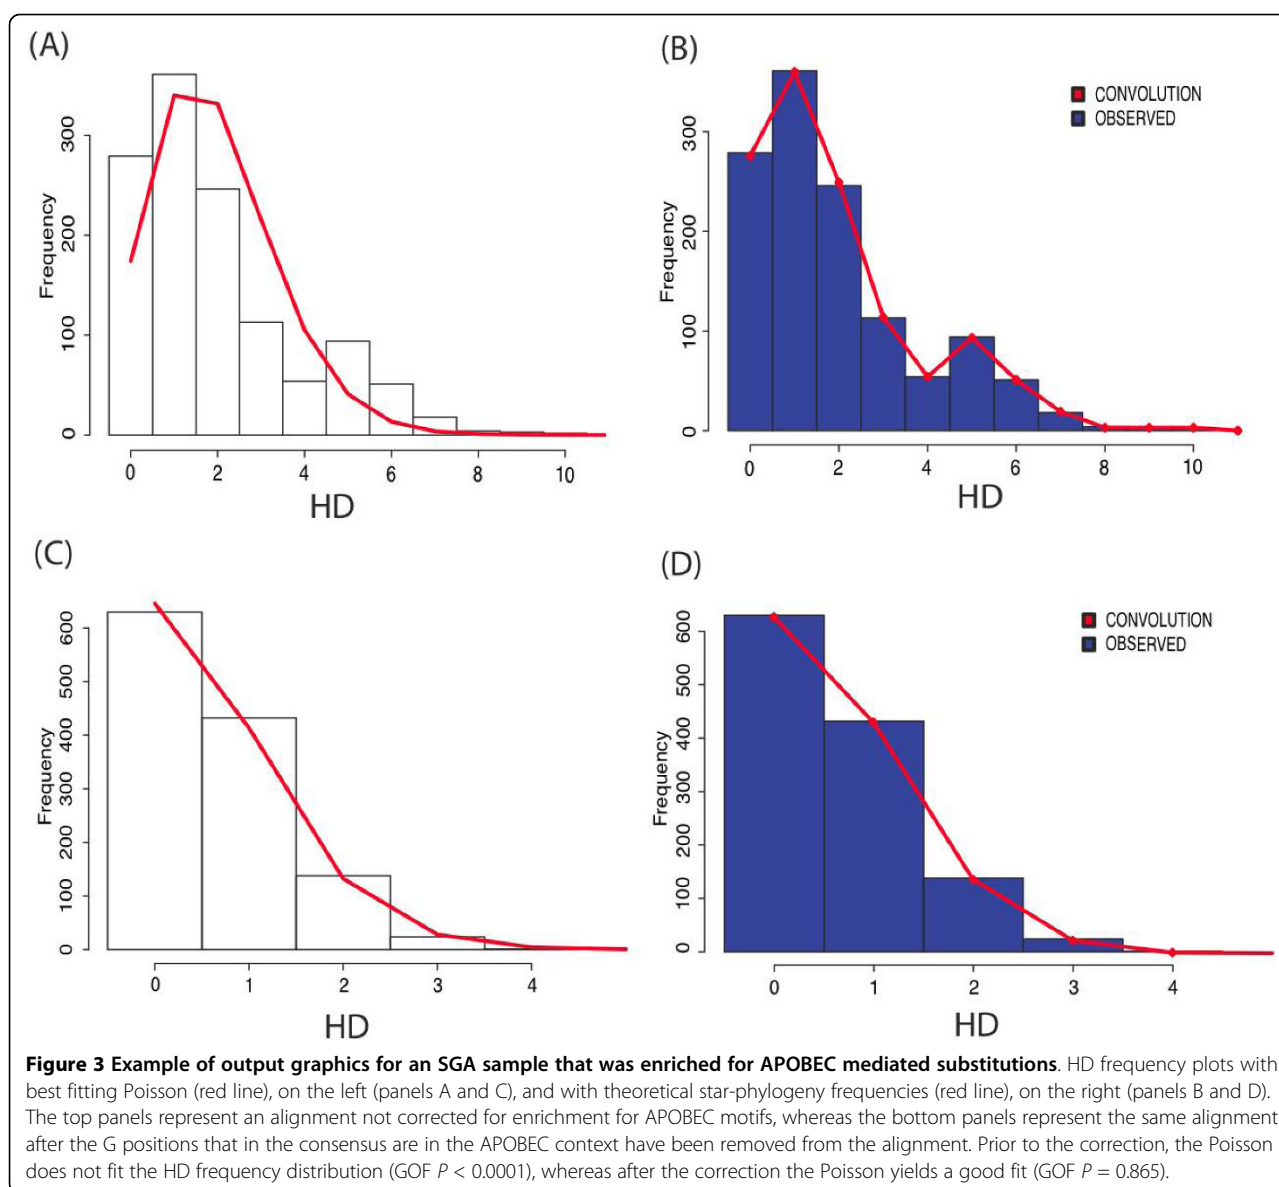 (A)
Frequency
0 100 200 300
0 2 4 6 8 10
HD
(B)
CONVOLUTION
OBSERVED
Frequency
0 100 200 300
0 2 4 6 8 10
HD
(C)
Frequency
0 100 200 300 400 500 600
0 1 2 3 4
HD
(D)
CONVOLUTION
OBSERVED
Frequency
0 100 200 300 400 500 600
0 1 2 3 4
HD
Figure 3 Example of output graphics for an SGA sample that was enriched for APOBEC mediated substitutions. HD frequency plots with
best fitting Poisson (red line), on the left (panels A and C), and with theoretical star-phylogeny frequencies (red line), on the right (panels B and D).
The top panels represent an alignment not corrected for enrichment for APOBEC motifs, whereas the bottom panels represent the same alignment
after the G positions that in the consensus are in the APOBEC context have been removed from the alignment. Prior to the correction, the Poisson
does not fit the HD frequency distribution (GOF P < 0.0001), whereas after the correction the Poisson yields a good fit (GOF P = 0.865).